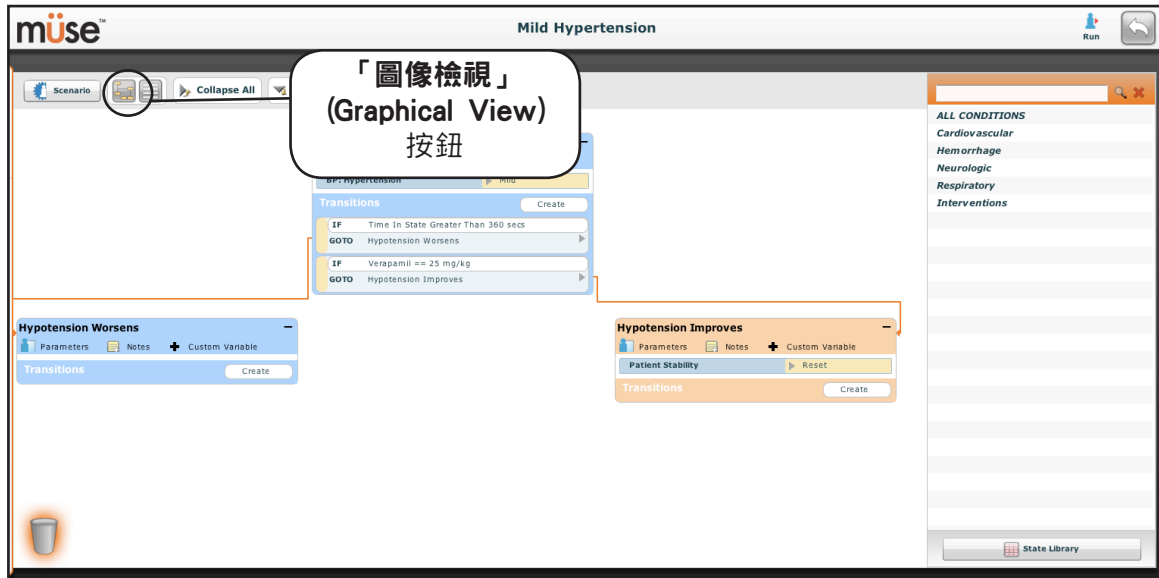 müse™
Mild Hypertension
Run
Scenario
Collapse All
「圖像檢視」
(Graphical View)
按鈕
ALL CONDITIONS
Cardiovascular
Hemorrhage
Neurologic
Respiratory
Interventions
BP: Hypertension
Mild
Transitions
Create
IF Time In State Greater Than 360 secs
GOTO Hypotension Worsens
IF Verapamil == 25 mg/kg
GOTO Hypotension Improves
Hypotension Worsens
Parameters Notes Custom Variable
Transitions
Create
Hypotension Improves
Parameters Notes Custom Variable
Patient Stability Reset
Transitions
Create
State Library